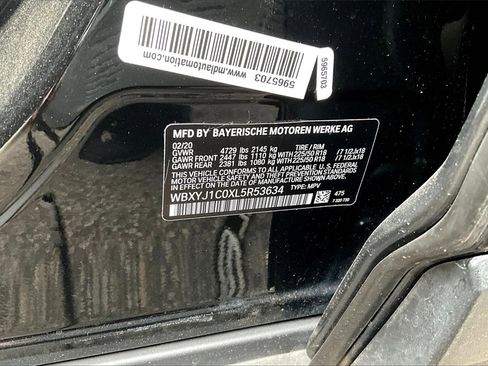 5965703
www.mdlautomation.com
5965703
MFD BY BAYERISCHE MOTOREN WERKE AG
02/20 TIRE / RIM
GVWR 4729 lbs 2145 kg
GAWR FRONT 2447 lbs 1110 kg WITH 225/50 R18 /7 1/2Jx18
GAWR REAR 2381 lbs 1080 kg WITH 225/50 R18 /7 1/2Jx18
THIS VEHICLE CONFORMS TO ALL APPLICABLE FEDERAL
MOTOR VEHICLE SAFETY, BUMPER, AND THEFT PREVENTION
STANDARDS IN EFFECT ON THE DATE OF MANUFACTURE
SHOWN ABOVE.
WBXYJ1C0XL5R53634 TYPE: MPV
475